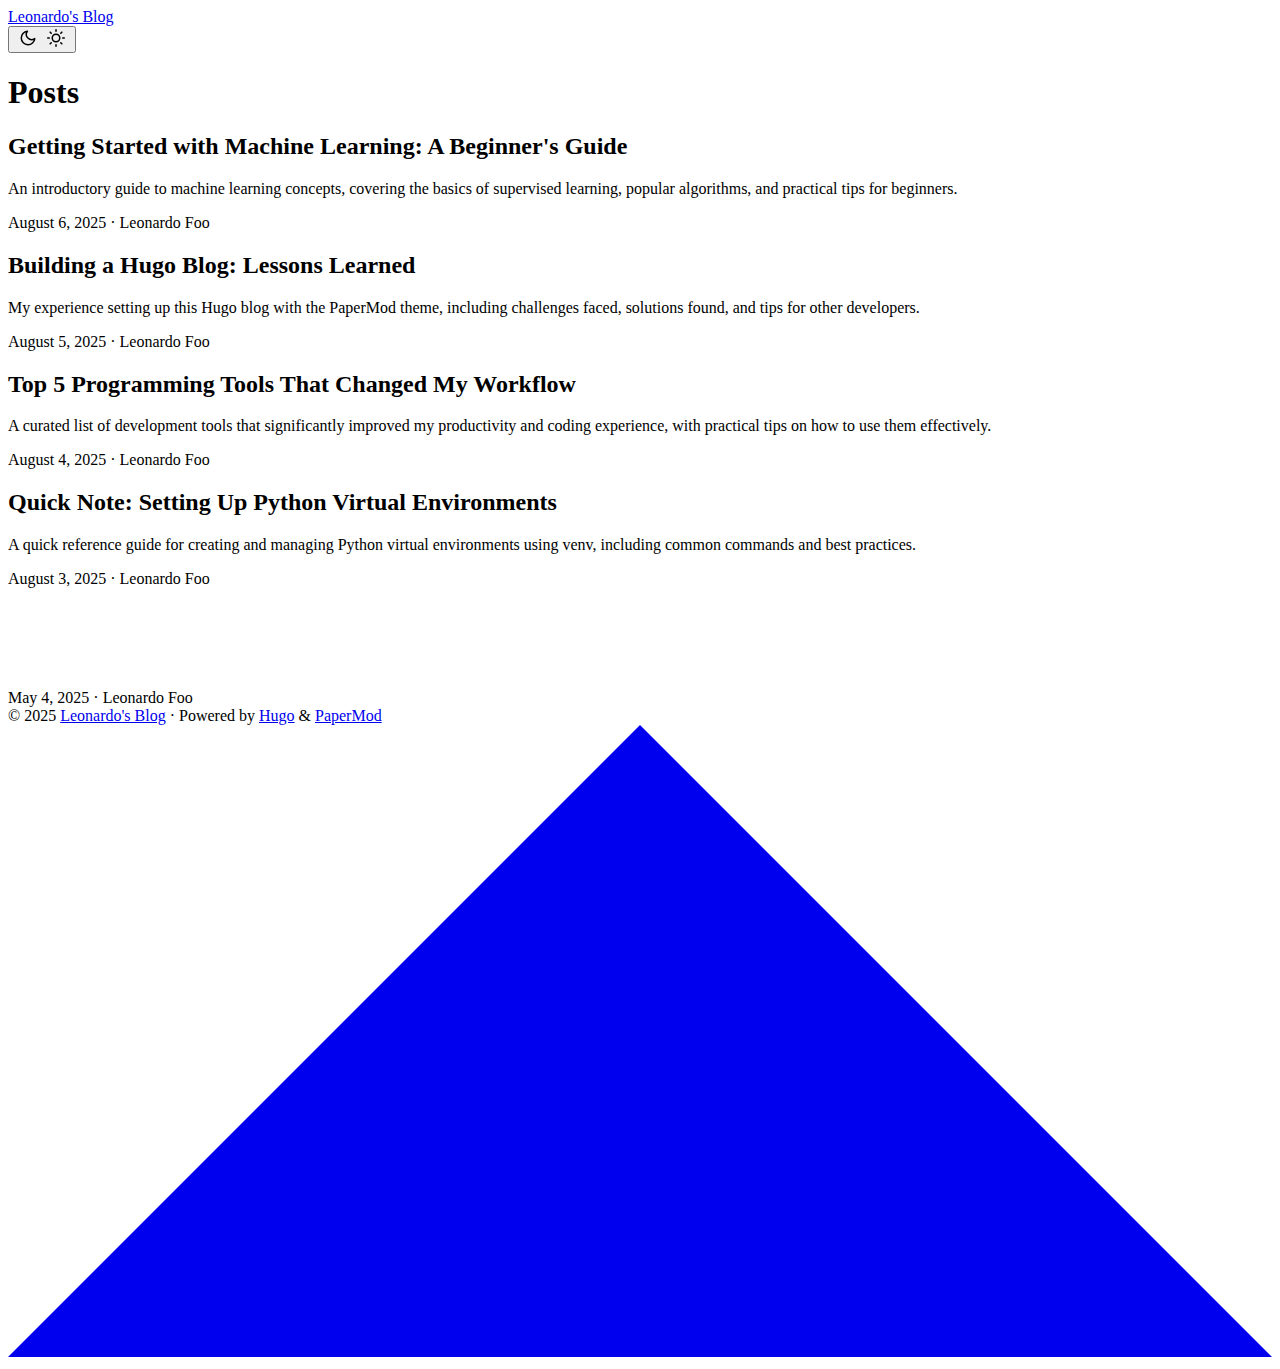 Leonardo's Blog
Posts
Getting Started with Machine Learning: A Beginner's Guide
An introductory guide to machine learning concepts, covering the basics of supervised learning, popular algorithms, and practical tips for beginners.
August 6, 2025 · Leonardo Foo
Building a Hugo Blog: Lessons Learned
My experience setting up this Hugo blog with the PaperMod theme, including challenges faced, solutions found, and tips for other developers.
August 5, 2025 · Leonardo Foo
Top 5 Programming Tools That Changed My Workflow
A curated list of development tools that significantly improved my productivity and coding experience, with practical tips on how to use them effectively.
August 4, 2025 · Leonardo Foo
Quick Note: Setting Up Python Virtual Environments
A quick reference guide for creating and managing Python virtual environments using venv, including common commands and best practices.
August 3, 2025 · Leonardo Foo
May 4, 2025 · Leonardo Foo
© 2025 Leonardo's Blog · Powered by Hugo & PaperMod